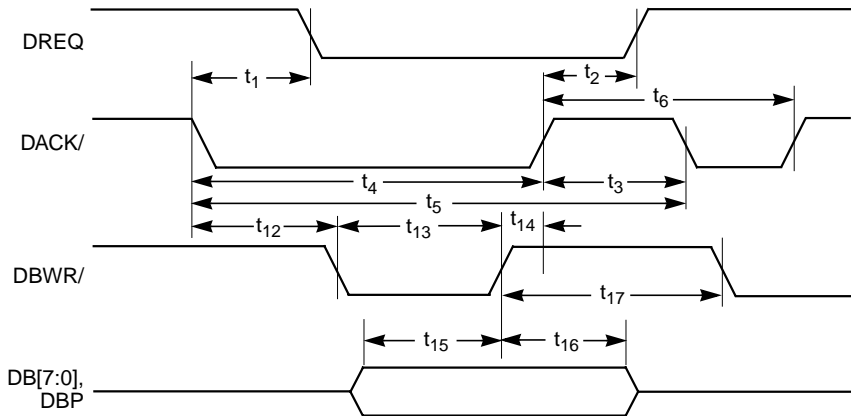 DREQ
t1
t2
t6
DACK/
t4
t3
t5
t12
t13
t14
DBWR/
t17
t15
t16
DB[7:0],
DBP